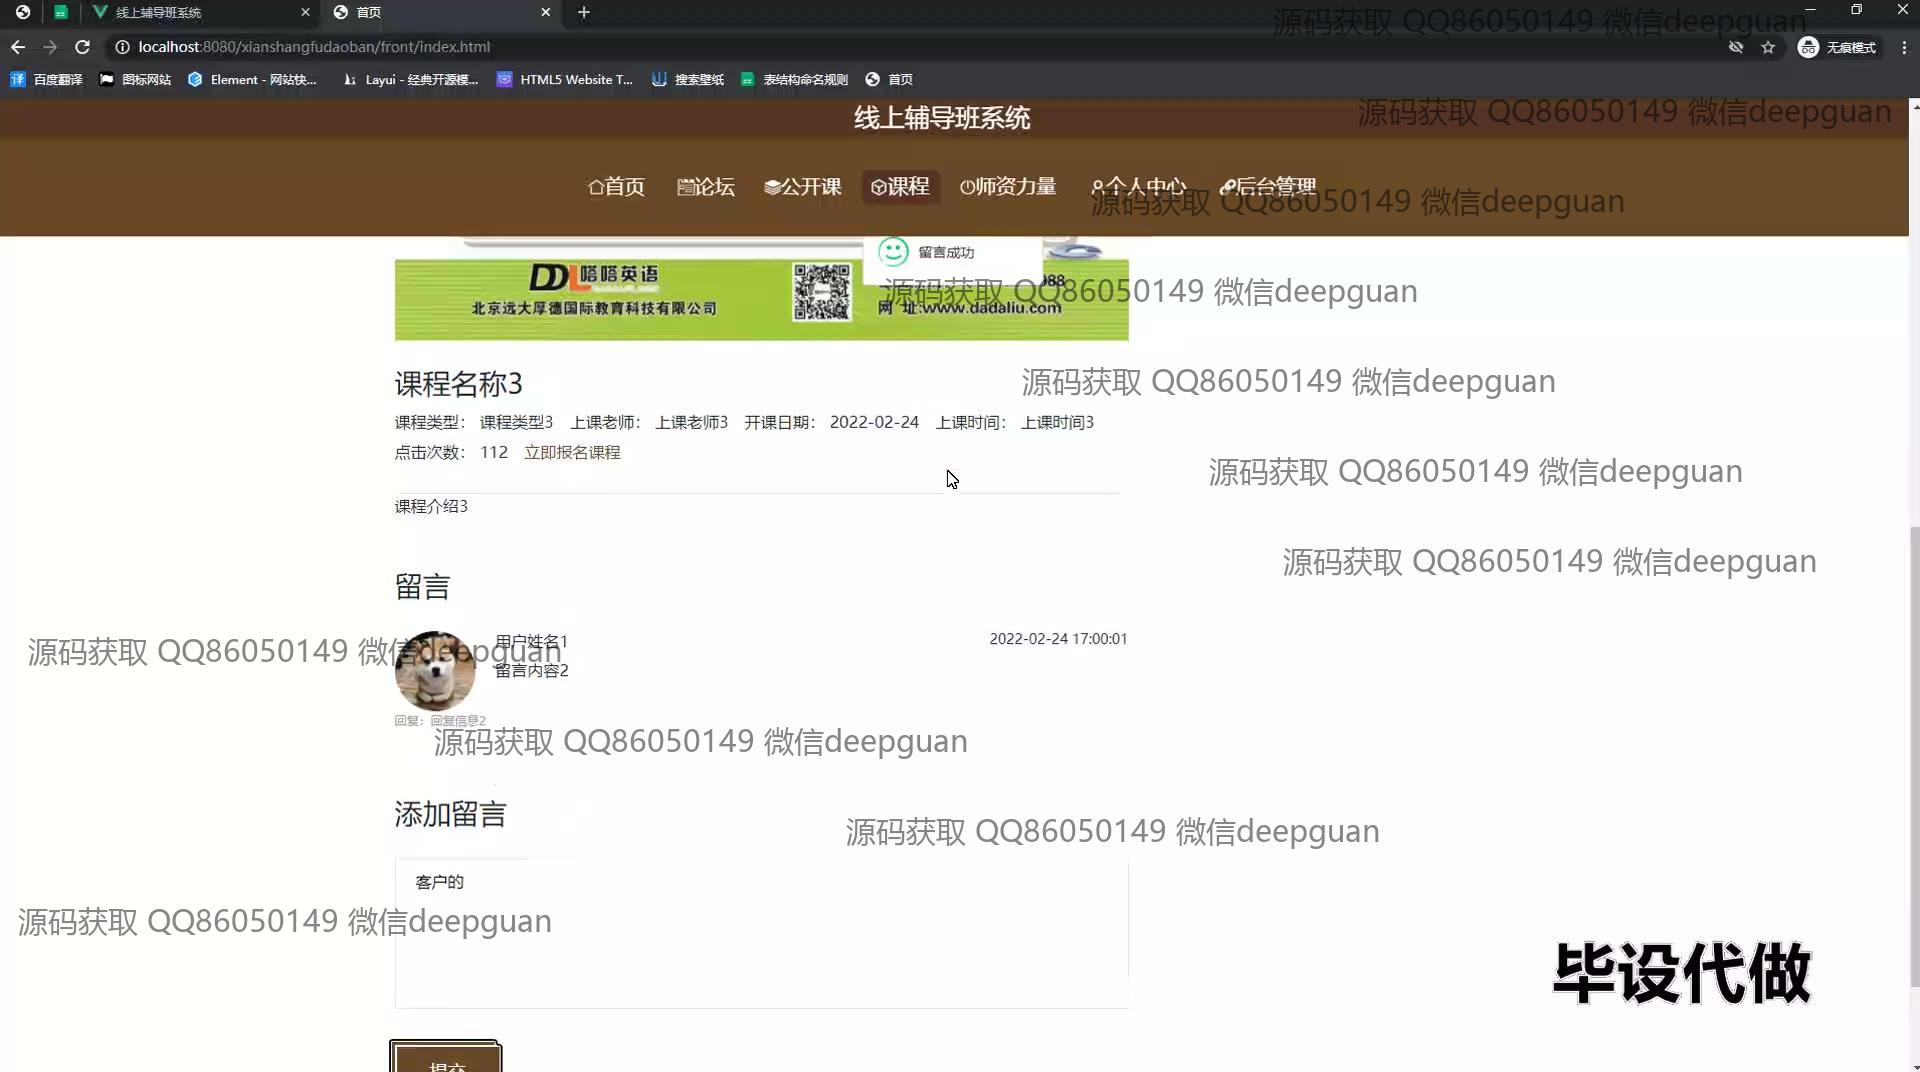 线上辅导班系统
首页
源码获取 QQ86050149 微信deepguan
localhost:8080/xianshangfudaoban/front/index.html
无痕模式
百度翻译
图标网站
Element - 网站快...
Layui - 经典开源模...
HTML5 Website T...
搜索壁纸
表结构命名规则
首页
线上辅导班系统
源码获取 QQ86050149 微信deepguan
首页
论坛
公开课
课程
师资力量
个人中心
后台管理
源码获取 QQ86050149 微信deepguan
留言成功
DDL嗒嗒英语
北京远大厚德国际教育科技有限公司
988
网 址:www.dadaliu.com
源码获取 QQ86050149 微信deepguan
课程名称3
源码获取 QQ86050149 微信deepguan
课程类型: 课程类型3 上课老师: 上课老师3 开课日期: 2022-02-24 上课时间: 上课时间3
点击次数: 112 立即报名课程
源码获取 QQ86050149 微信deepguan
课程介绍3
源码获取 QQ86050149 微信deepguan
留言
用户姓名1
2022-02-24 17:00:01
源码获取 QQ86050149 微信deepguan
留言内容2
回复: 回复信息2
源码获取 QQ86050149 微信deepguan
添加留言
源码获取 QQ86050149 微信deepguan
客户的
源码获取 QQ86050149 微信deepguan
毕设代做
提交